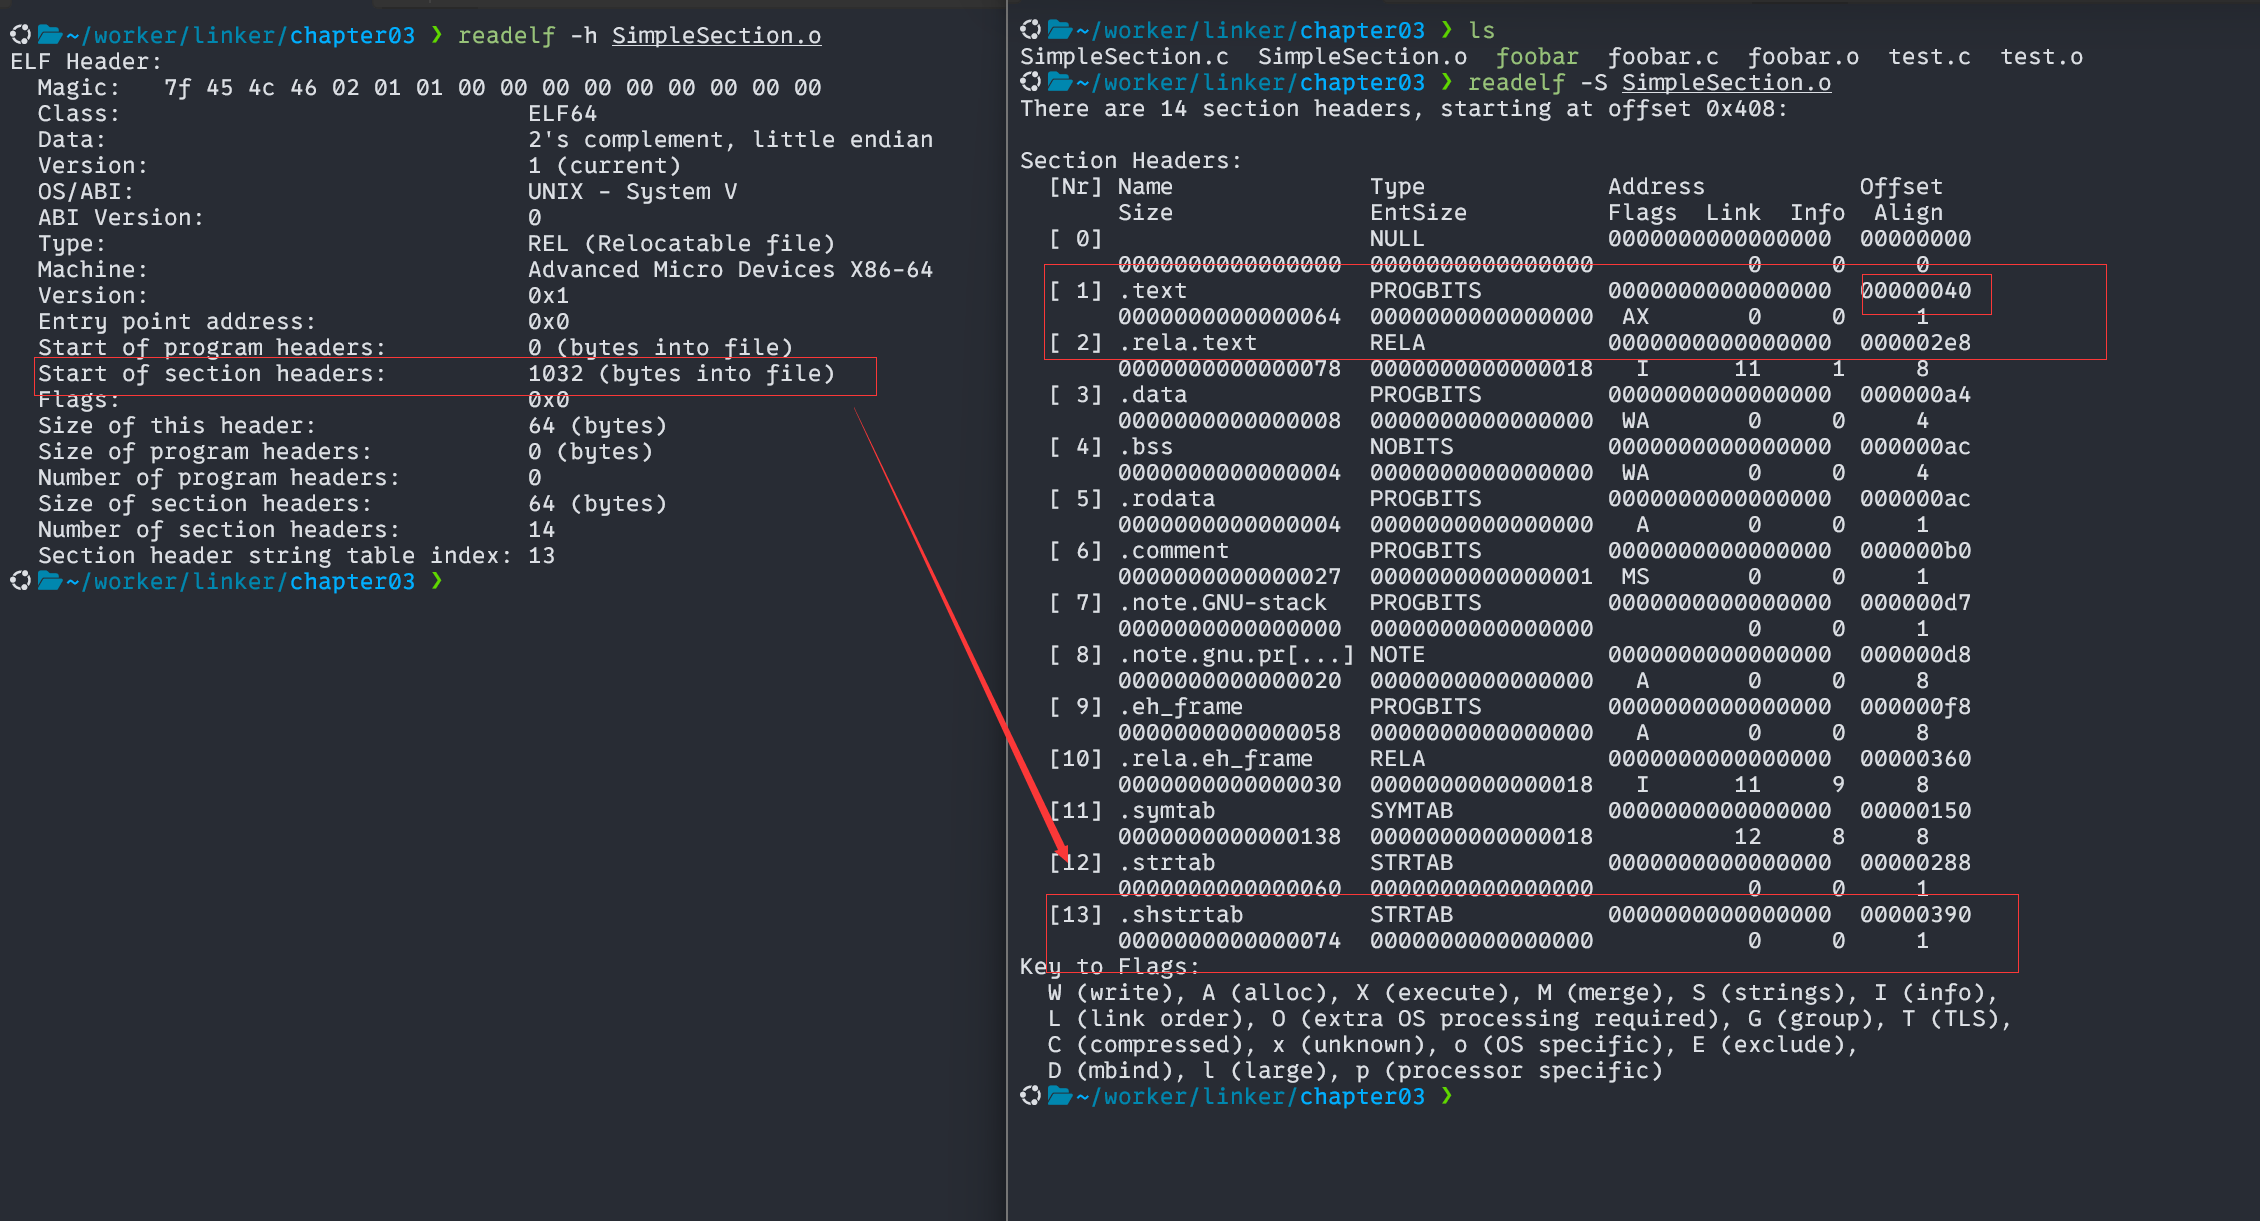 ~/worker/linker/chapter03 ❯ readelf -h SimpleSection.o
ELF Header:
  Magic:   7f 45 4c 46 02 01 01 00 00 00 00 00 00 00 00 00
  Class:                             ELF64
  Data:                              2's complement, little endian
  Version:                           1 (current)
  OS/ABI:                            UNIX - System V
  ABI Version:                       0
  Type:                              REL (Relocatable file)
  Machine:                           Advanced Micro Devices X86-64
  Version:                           0x1
  Entry point address:               0x0
  Start of program headers:          0 (bytes into file)
  Start of section headers:          1032 (bytes into file)
  Flags:                             0x0
  Size of this header:               64 (bytes)
  Size of program headers:           0 (bytes)
  Number of program headers:         0
  Size of section headers:           64 (bytes)
  Number of section headers:         14
  Section header string table index: 13
~/worker/linker/chapter03 ❯
~/worker/linker/chapter03 ❯ ls
SimpleSection.c  SimpleSection.o  foobar  foobar.c  foobar.o  test.c  test.o
~/worker/linker/chapter03 ❯ readelf -S SimpleSection.o
There are 14 section headers, starting at offset 0x408:
Section Headers:
  [Nr] Name              Type             Address           Offset
       Size              EntSize          Flags  Link  Info  Align
  [ 0]                   NULL             0000000000000000  00000000
       0000000000000000  0000000000000000           0     0     0
  [ 1] .text             PROGBITS         0000000000000000  00000040
       0000000000000064  0000000000000000  AX       0     0     1
  [ 2] .rela.text        RELA             0000000000000000  000002e8
       0000000000000078  0000000000000018   I      11     1     8
  [ 3] .data             PROGBITS         0000000000000000  000000a4
       0000000000000008  0000000000000000  WA       0     0     4
  [ 4] .bss              NOBITS           0000000000000000  000000ac
       0000000000000004  0000000000000000  WA       0     0     4
  [ 5] .rodata           PROGBITS         0000000000000000  000000ac
       0000000000000004  0000000000000000   A       0     0     1
  [ 6] .comment          PROGBITS         0000000000000000  000000b0
       0000000000000027  0000000000000001  MS       0     0     1
  [ 7] .note.GNU-stack   PROGBITS         0000000000000000  000000d7
       0000000000000000  0000000000000000           0     0     1
  [ 8] .note.gnu.pr[...] NOTE             0000000000000000  000000d8
       0000000000000020  0000000000000000   A       0     0     8
  [ 9] .eh_frame         PROGBITS         0000000000000000  000000f8
       0000000000000058  0000000000000000   A       0     0     8
  [10] .rela.eh_frame    RELA             0000000000000000  00000360
       0000000000000030  0000000000000018   I      11     9     8
  [11] .symtab           SYMTAB           0000000000000000  00000150
       0000000000000138  0000000000000018          12     8     8
  [12] .strtab           STRTAB           0000000000000000  00000288
       0000000000000060  0000000000000000           0     0     1
  [13] .shstrtab         STRTAB           0000000000000000  00000390
       0000000000000074  0000000000000000           0     0     1
Key to Flags:
  W (write), A (alloc), X (execute), M (merge), S (strings), I (info),
  L (link order), O (extra OS processing required), G (group), T (TLS),
  C (compressed), x (unknown), o (OS specific), E (exclude),
  D (mbind), l (large), p (processor specific)
~/worker/linker/chapter03 ❯